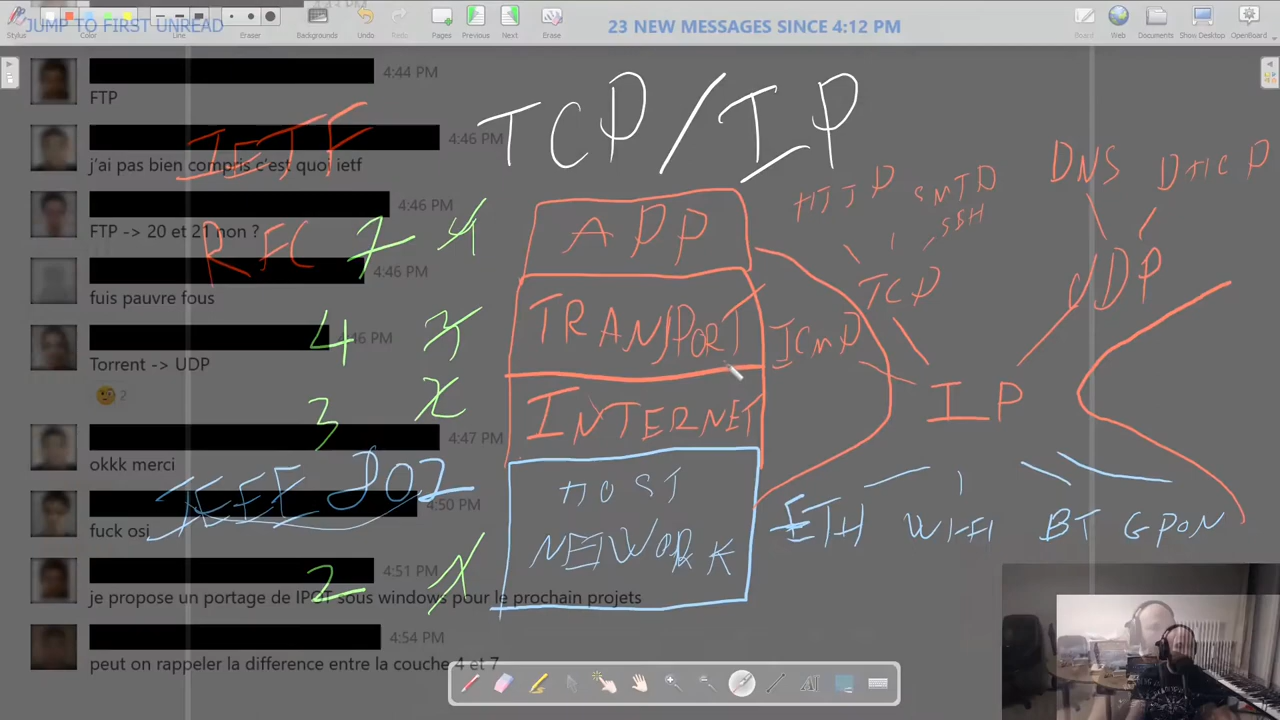 JUMP TO FIRST UNREAD
23 NEW MESSAGES SINCE 4:12 PM
Stylus
Color
Line
Eraser
Backgrounds
Undo
Redo
Pages
Previous
Next
Erase
Board
Web
Documents
Show Desktop
OpenBoard
4:44 PM
FTP
4:46 PM
j'ai pas bien compris c'est quoi ietf
4:46 PM
FTP -> 20 et 21 non ?
4:46 PM
fuis pauvre fous
4:46 PM
Torrent -> UDP
2
4:47 PM
okkk merci
4:50 PM
fuck osi
4:51 PM
je propose un portage de IPOT sous windows pour le prochain projets
4:54 PM
peut on rappeler la difference entre la couche 4 et 7
TCP/IP
IETF
RFC
7 4
4 3
3 2
2 1
IEEE 802
APP
TRANSPORT
INTERNET
HOST
NETWORK
HTTP
SMTP
SSH
DNS
DHCP
TCP
UDP
ICMP
IP
ETH
WI-FI
BT
GPON
AI